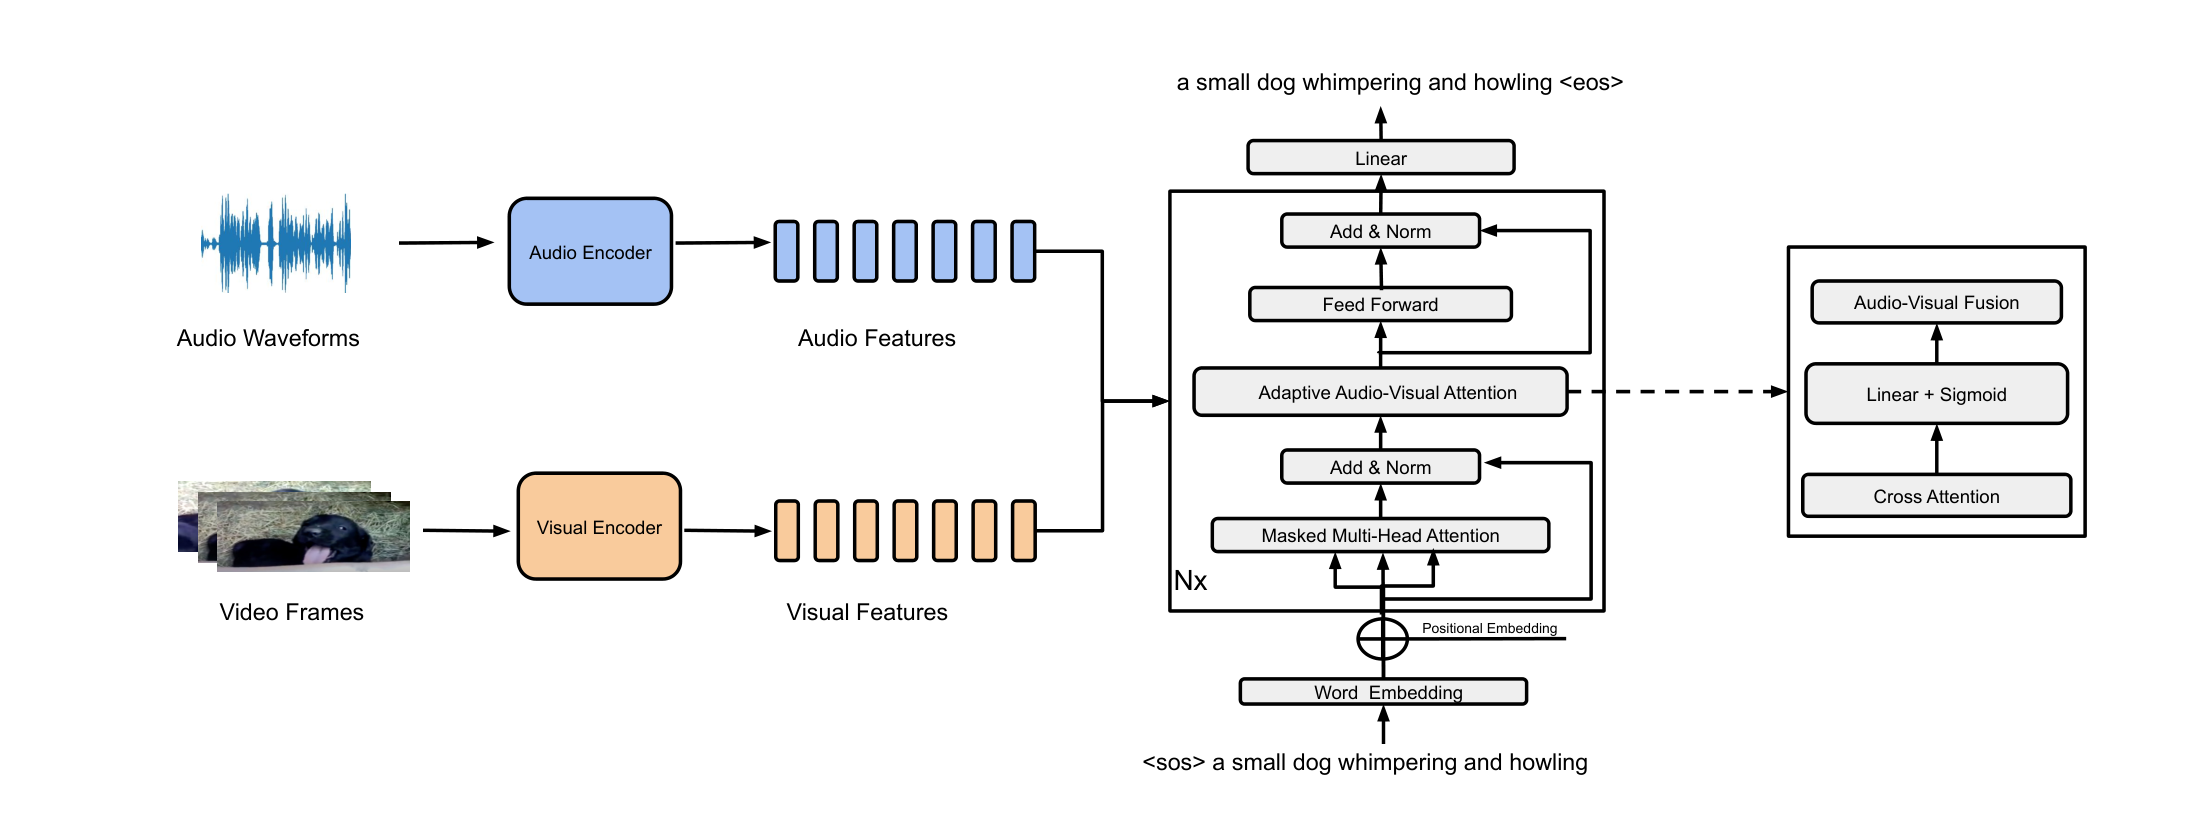 a small dog whimpering and howling <eos>
Linear
Add & Norm
Feed Forward
Adaptive Audio-Visual Attention
Add & Norm
Masked Multi-Head Attention
Nx
Positional Embedding
Word Embedding
<sos> a small dog whimpering and howling
Audio Encoder
Audio Waveforms
Audio Features
Visual Encoder
Video Frames
Visual Features
Audio-Visual Fusion
Linear + Sigmoid
Cross Attention